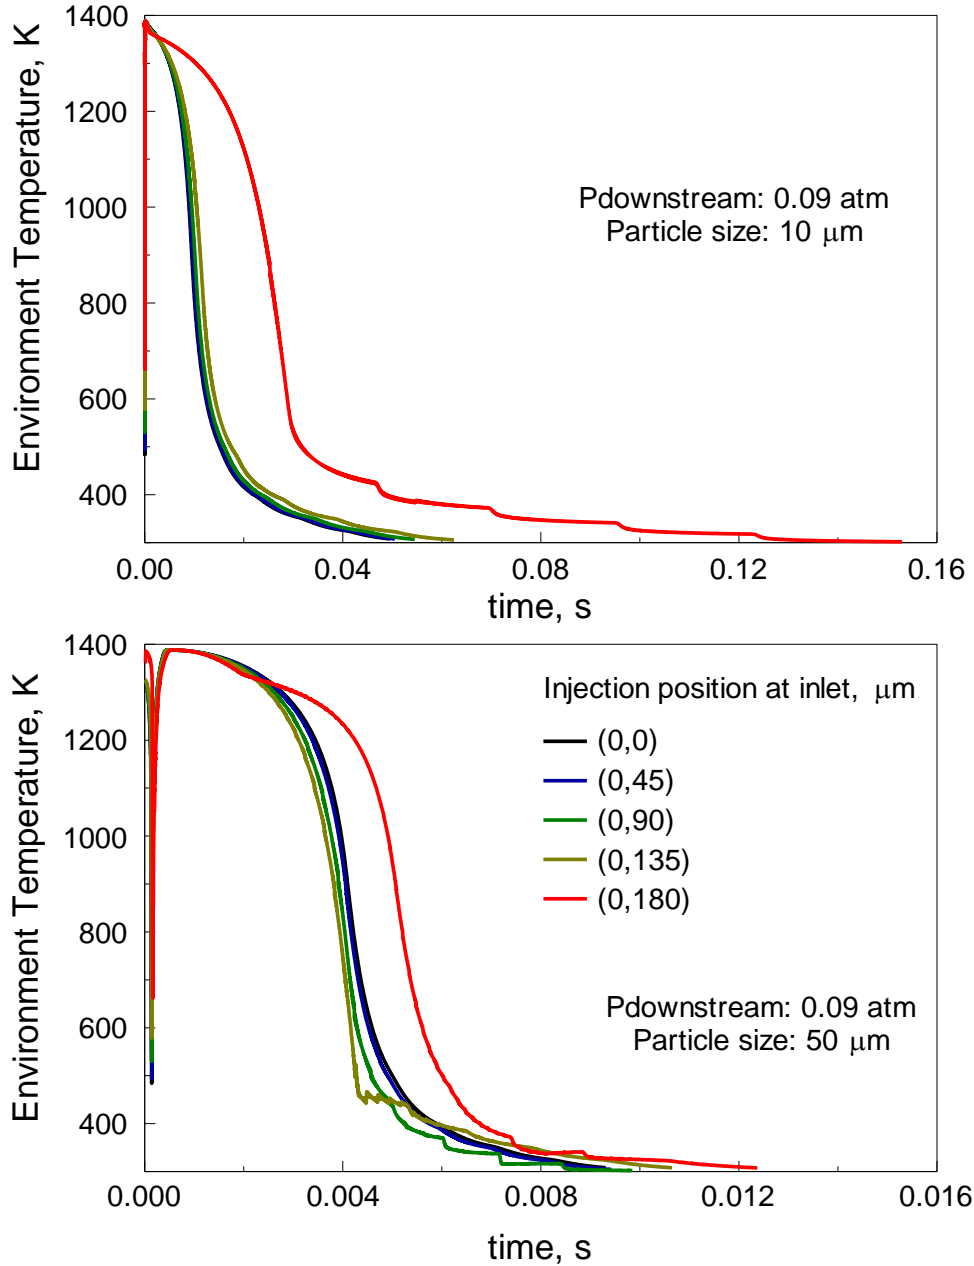 Environment Temperature, K
1400
1200
1000
800
600
400
Pdownstream: 0.09 atm
Particle size: 10 μm
0.00 0.04 0.08 0.12 0.16
time, s
Environment Temperature, K
1400
1200
1000
800
600
400
Injection position at inlet, μm
(0,0)
(0,45)
(0,90)
(0,135)
(0,180)
Pdownstream: 0.09 atm
Particle size: 50 μm
0.000 0.004 0.008 0.012 0.016
time, s